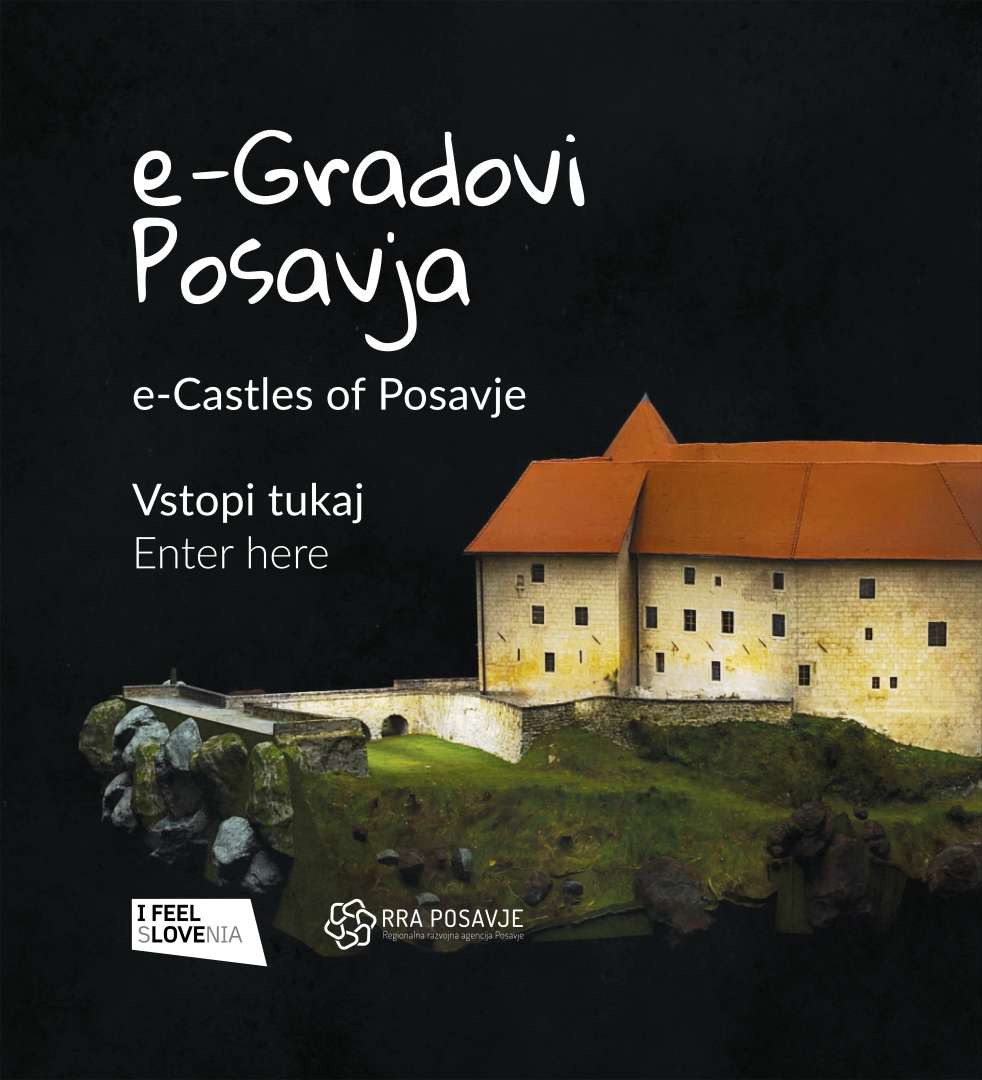 e-Gradovi
Posavja
e-Castles of Posavje
Vstopi tukaj
Enter here
I FEEL
SLOVENIA
RRA POSAVJE
Regionalna razvojna agencija Posavje